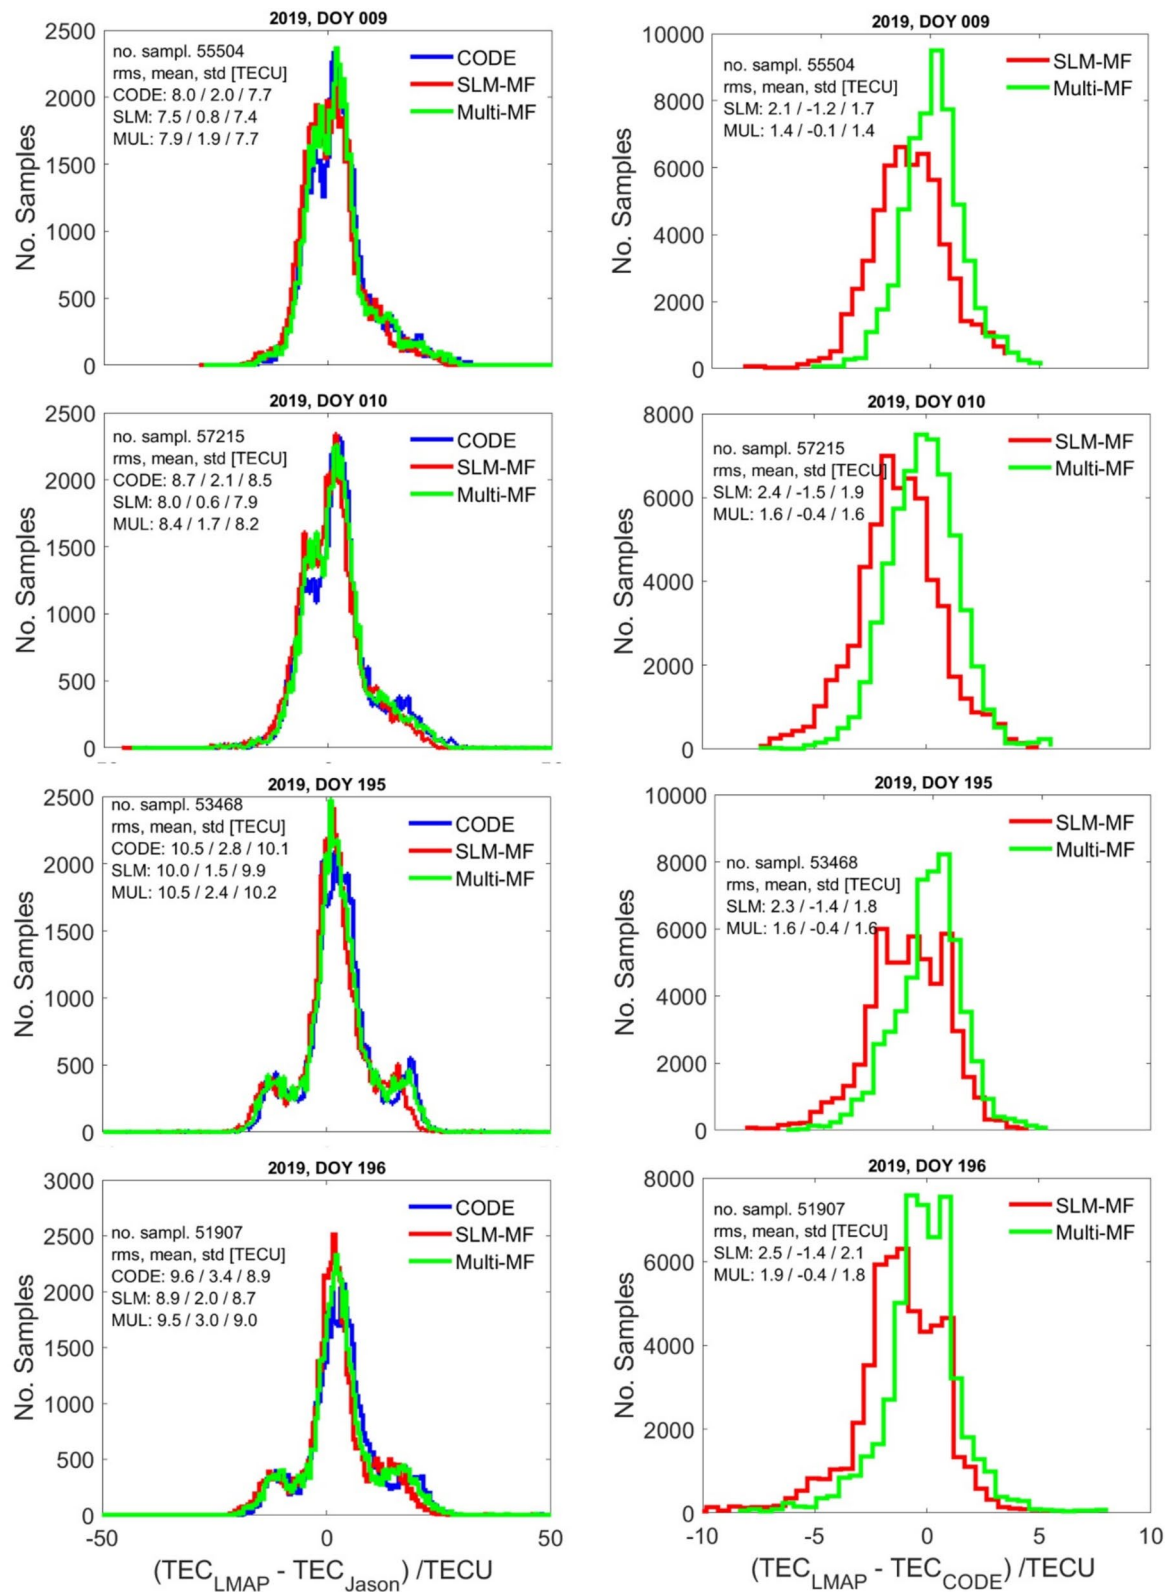 2019, DOY 009
2500
2000
1500
1000
500
0
No. Samples
no. sampl. 55504
rms, mean, std [TECU]
CODE: 8.0 / 2.0 / 7.7
SLM: 7.5 / 0.8 / 7.4
MUL: 7.9 / 1.9 / 7.7
CODE
SLM-MF
Multi-MF
2019, DOY 009
10000
8000
6000
4000
2000
0
No. Samples
no. sampl. 55504
rms, mean, std [TECU]
SLM: 2.1 / -1.2 / 1.7
MUL: 1.4 / -0.1 / 1.4
SLM-MF
Multi-MF
2019, DOY 010
2500
2000
1500
1000
500
0
No. Samples
no. sampl. 57215
rms, mean, std [TECU]
CODE: 8.7 / 2.1 / 8.5
SLM: 8.0 / 0.6 / 7.9
MUL: 8.4 / 1.7 / 8.2
CODE
SLM-MF
Multi-MF
2019, DOY 010
8000
6000
4000
2000
0
No. Samples
no. sampl. 57215
rms, mean, std [TECU]
SLM: 2.4 / -1.5 / 1.9
MUL: 1.6 / -0.4 / 1.6
SLM-MF
Multi-MF
2019, DOY 195
2500
2000
1500
1000
500
0
No. Samples
no. sampl. 53468
rms, mean, std [TECU]
CODE: 10.5 / 2.8 / 10.1
SLM: 10.0 / 1.5 / 9.9
MUL: 10.5 / 2.4 / 10.2
CODE
SLM-MF
Multi-MF
2019, DOY 195
10000
8000
6000
4000
2000
0
No. Samples
no. sampl. 53468
rms, mean, std [TECU]
SLM: 2.3 / -1.4 / 1.8
MUL: 1.6 / -0.4 / 1.6
SLM-MF
Multi-MF
2019, DOY 196
3000
2500
2000
1500
1000
500
0
No. Samples
no. sampl. 51907
rms, mean, std [TECU]
CODE: 9.6 / 3.4 / 8.9
SLM: 8.9 / 2.0 / 8.7
MUL: 9.5 / 3.0 / 9.0
CODE
SLM-MF
Multi-MF
-50 0 50
(TEC_LMAP - TEC_Jason) /TECU
2019, DOY 196
8000
6000
4000
2000
0
No. Samples
no. sampl. 51907
rms, mean, std [TECU]
SLM: 2.5 / -1.4 / 2.1
MUL: 1.9 / -0.4 / 1.8
SLM-MF
Multi-MF
-10 -5 0 5 10
(TEC_LMAP - TEC_CODE) /TECU